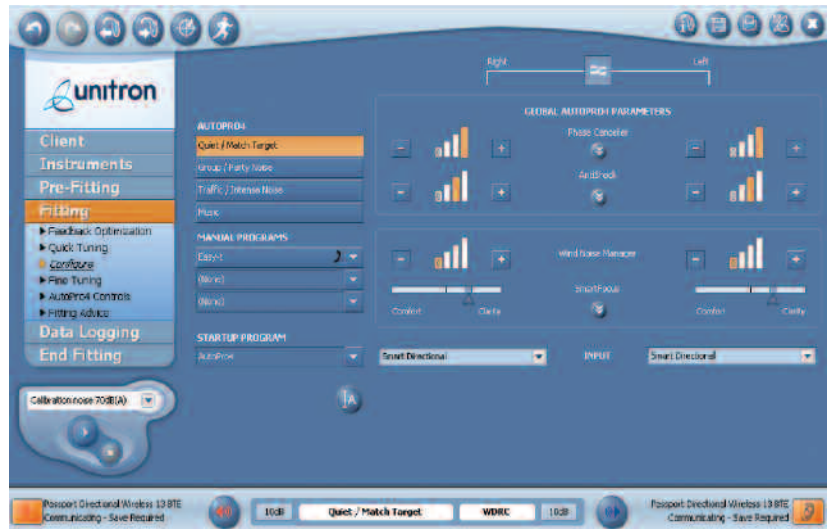 unitron
Client
Instruments
Pre-Fitting
Fitting
Feedback Optimization
Quick Tuning
Configure
Fine Tuning
AutoPro4 Controls
Fitting Advice
Data Logging
End Fitting
Calibration noise 70dB(A)
AUTOPRO4
Quiet / Match Target
Group / Party Noise
Traffic / Intense Noise
Music
MANUAL PROGRAMS
Easy-t
(None)
(None)
STARTUP PROGRAM
AutoPro4
Right
Left
GLOBAL AUTOPRO4 PARAMETERS
Phase Canceller
AntiShock
Wind Noise Manager
SmartFocus
Comfort Clarity
Comfort Clarity
Smart Directional
INPUT
Smart Directional
Passport Directional Wireless 13 BTE
Communicating - Save Required
10dB
Quiet / Match Target
WDRC
10dB
Passport Directional Wireless 13 BTE
Communicating - Save Required